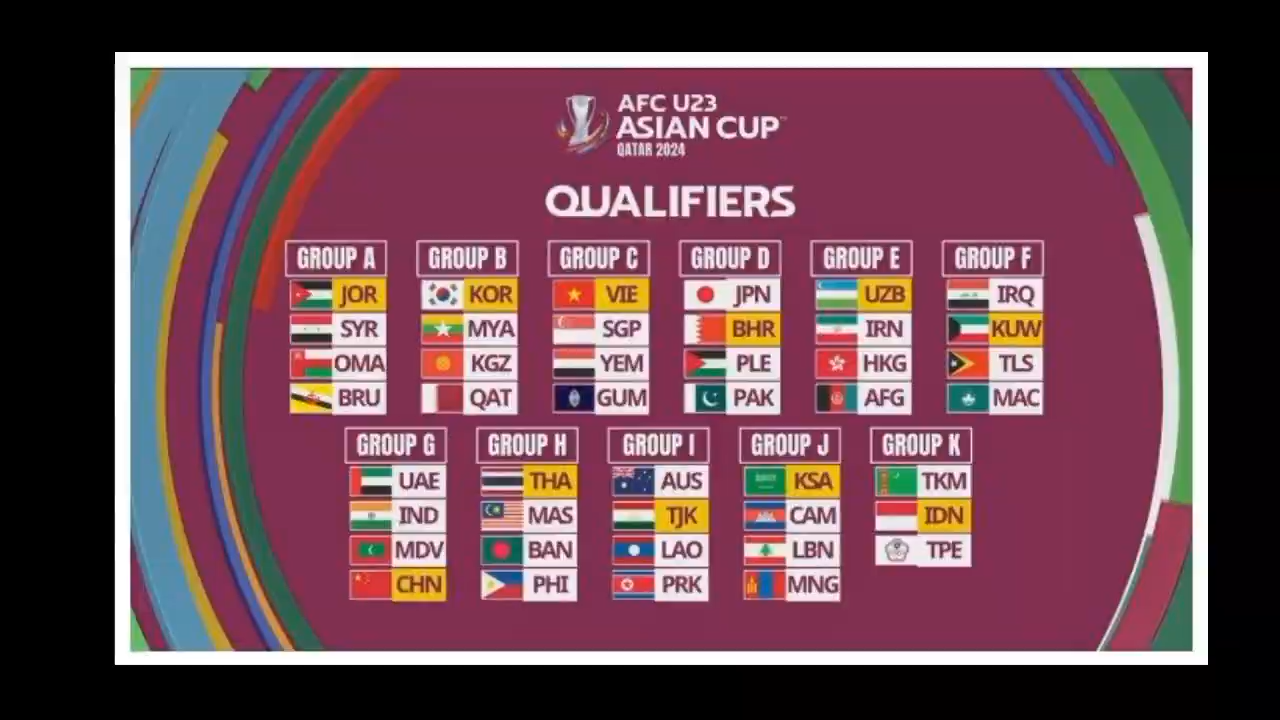 AFC U23
ASIAN CUP™
QATAR 2024
QUALIFIERS
GROUP A
JOR
SYR
OMA
BRU
GROUP B
KOR
MYA
KGZ
QAT
GROUP C
VIE
SGP
YEM
GUM
GROUP D
JPN
BHR
PLE
PAK
GROUP E
UZB
IRN
HKG
AFG
GROUP F
IRQ
KUW
TLS
MAC
GROUP G
UAE
IND
MDV
CHN
GROUP H
THA
MAS
BAN
PHI
GROUP I
AUS
TJK
LAO
PRK
GROUP J
KSA
CAM
LBN
MNG
GROUP K
TKM
IDN
TPE